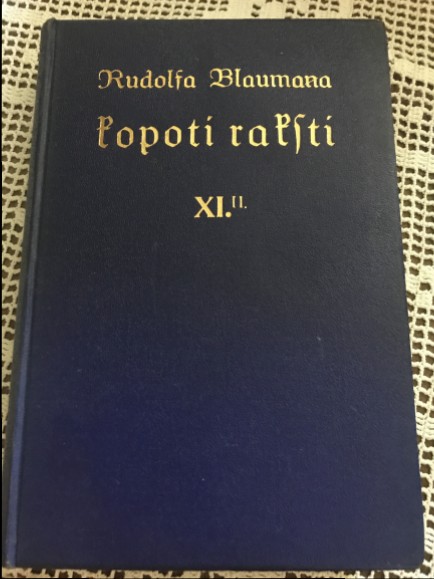 Rudolfa Blaumaņa
kopoti rakſti
XI.II.